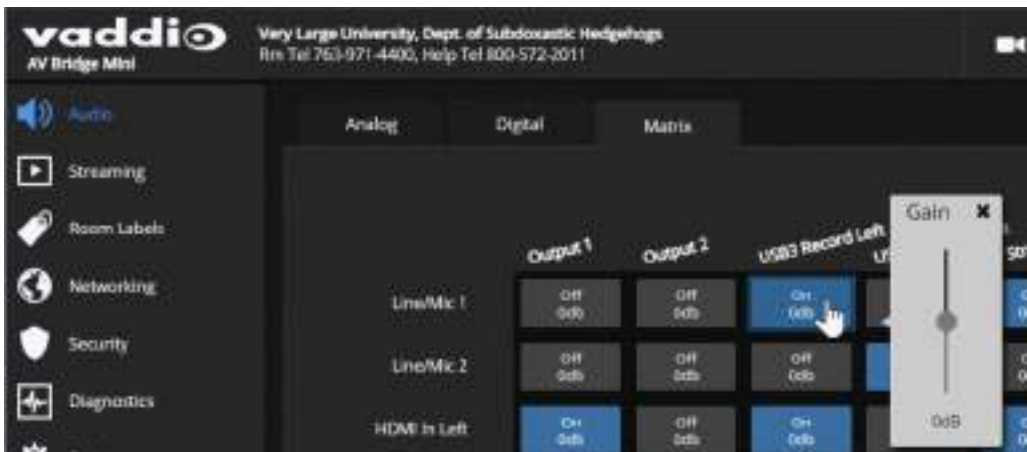 vaddio
AV Bridge Mini
Very Large University, Dept. of Subdoxastic Hedgehogs
Rm Tel 763-971-4400, Help Tel 800-572-2011
Audio
Streaming
Room Labels
Networking
Security
Diagnostics
Analog Digital Matrix
Output 1 Output 2 USB3 Record Left
Gain
Line/Mic 1
Off Off On
0db 0db 0db
Line/Mic 2
Off Off Off
0db 0db 0db
HDMI In Left
On Off On
0db 0db 0db
0dB